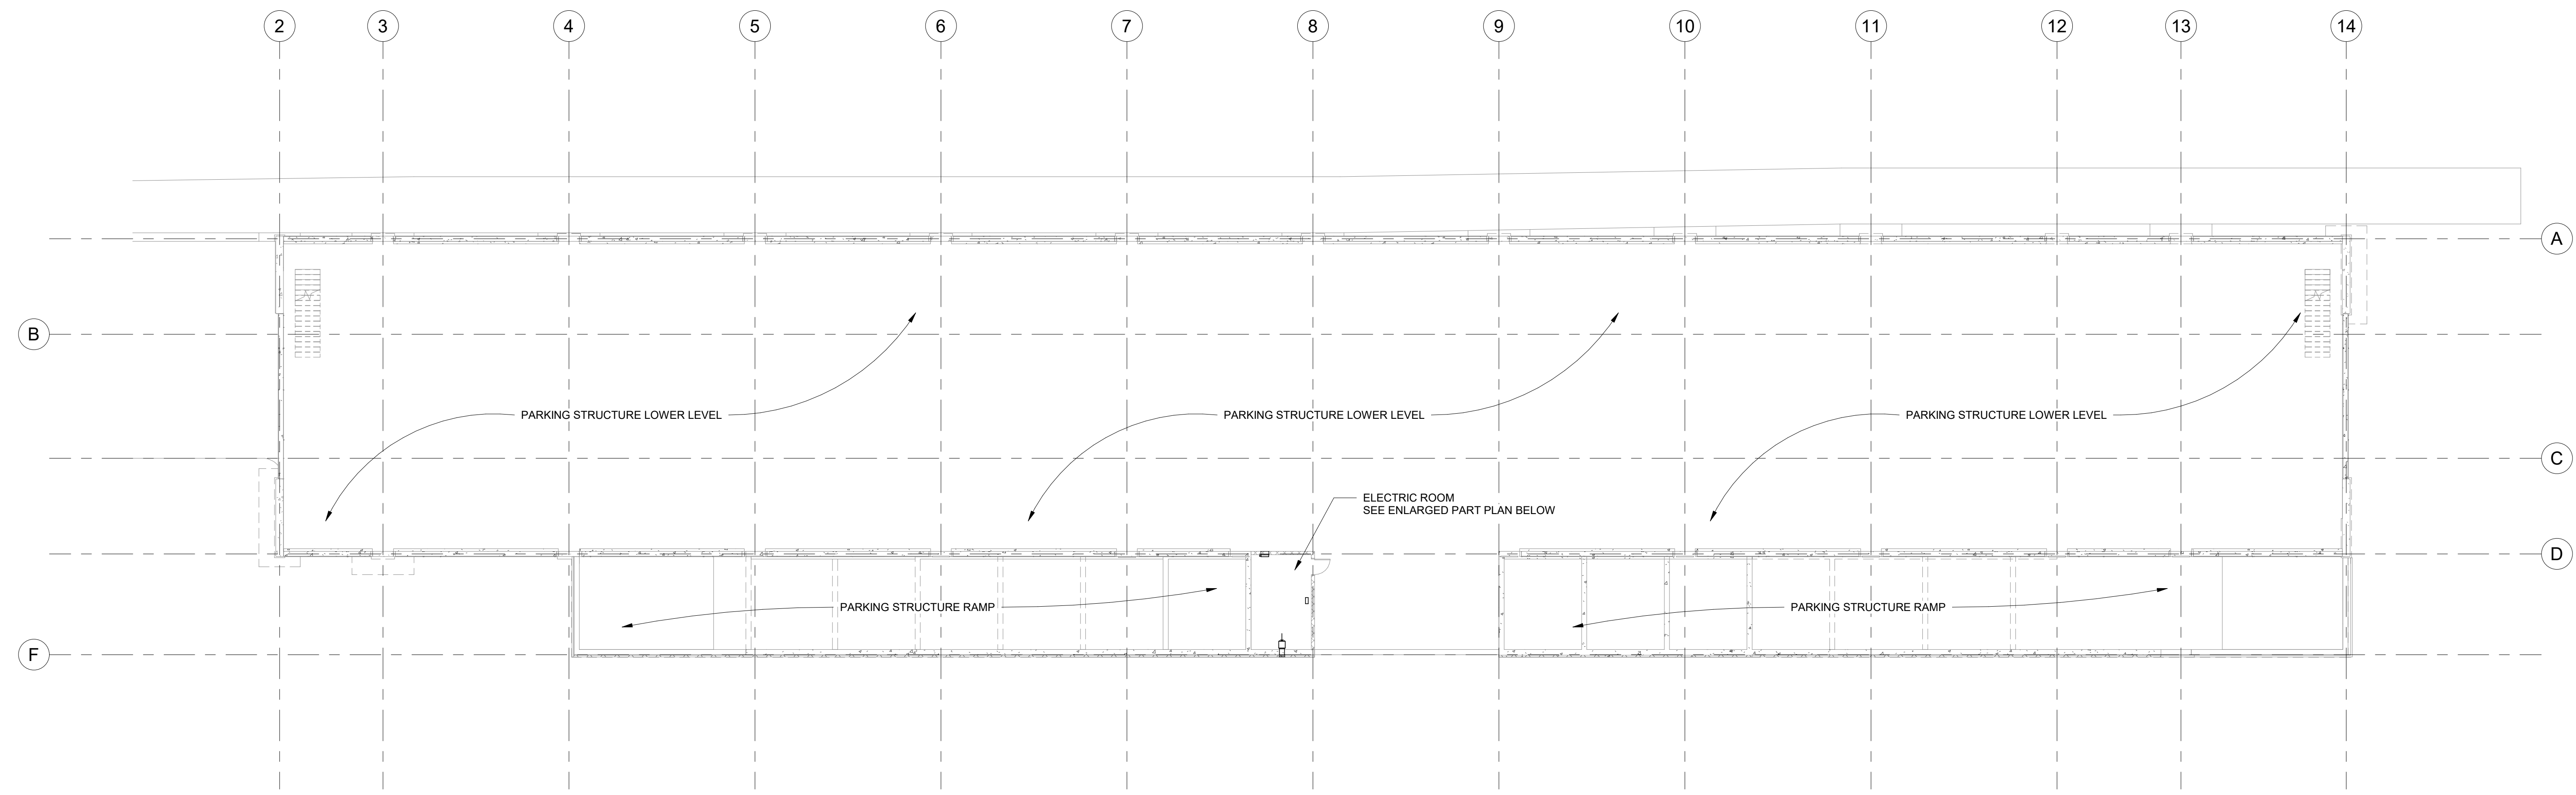 2 3 4 5 6 7 8 9 10 11 12 13 14
A
B
PARKING STRUCTURE LOWER LEVEL
PARKING STRUCTURE LOWER LEVEL
PARKING STRUCTURE LOWER LEVEL
C
ELECTRIC ROOM
SEE ENLARGED PART PLAN BELOW
D
PARKING STRUCTURE RAMP
PARKING STRUCTURE RAMP
F